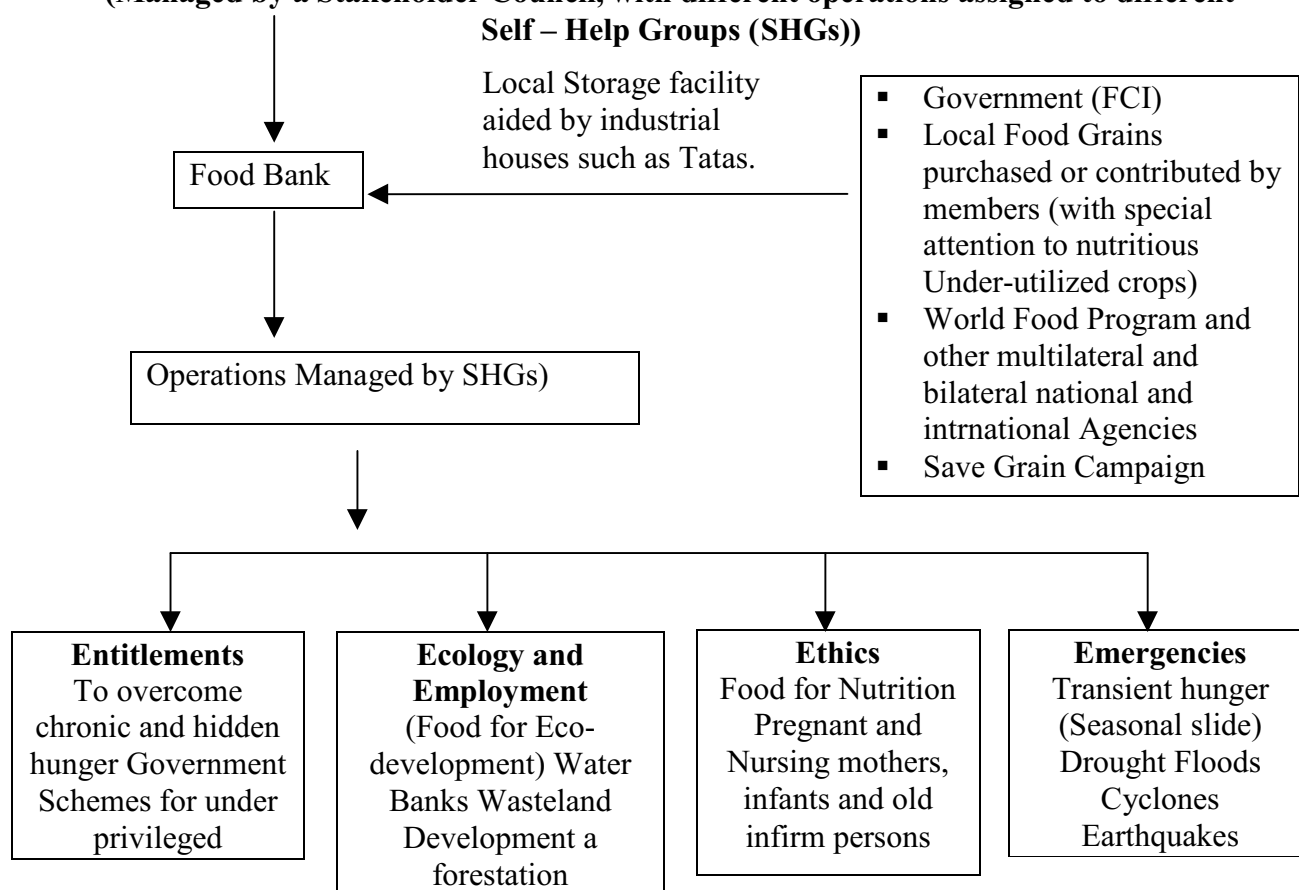 (Managed by a Stakeholder Council, with different operations assigned to different
Self – Help Groups (SHGs))
Local Storage facility
aided by industrial
houses such as Tatas.
Food Bank
▪ Government (FCI)
▪ Local Food Grains
purchased or contributed by
members (with special
attention to nutritious
Under-utilized crops)
▪ World Food Program and
other multilateral and
bilateral national and
intrnational Agencies
▪ Save Grain Campaign
Operations Managed by SHGs)
Entitlements
To overcome
chronic and hidden
hunger Government
Schemes for under
privileged
Ecology and
Employment
(Food for Eco-
development) Water
Banks Wasteland
Development a
forestation
Ethics
Food for Nutrition
Pregnant and
Nursing mothers,
infants and old
infirm persons
Emergencies
Transient hunger
(Seasonal slide)
Drought Floods
Cyclones
Earthquakes